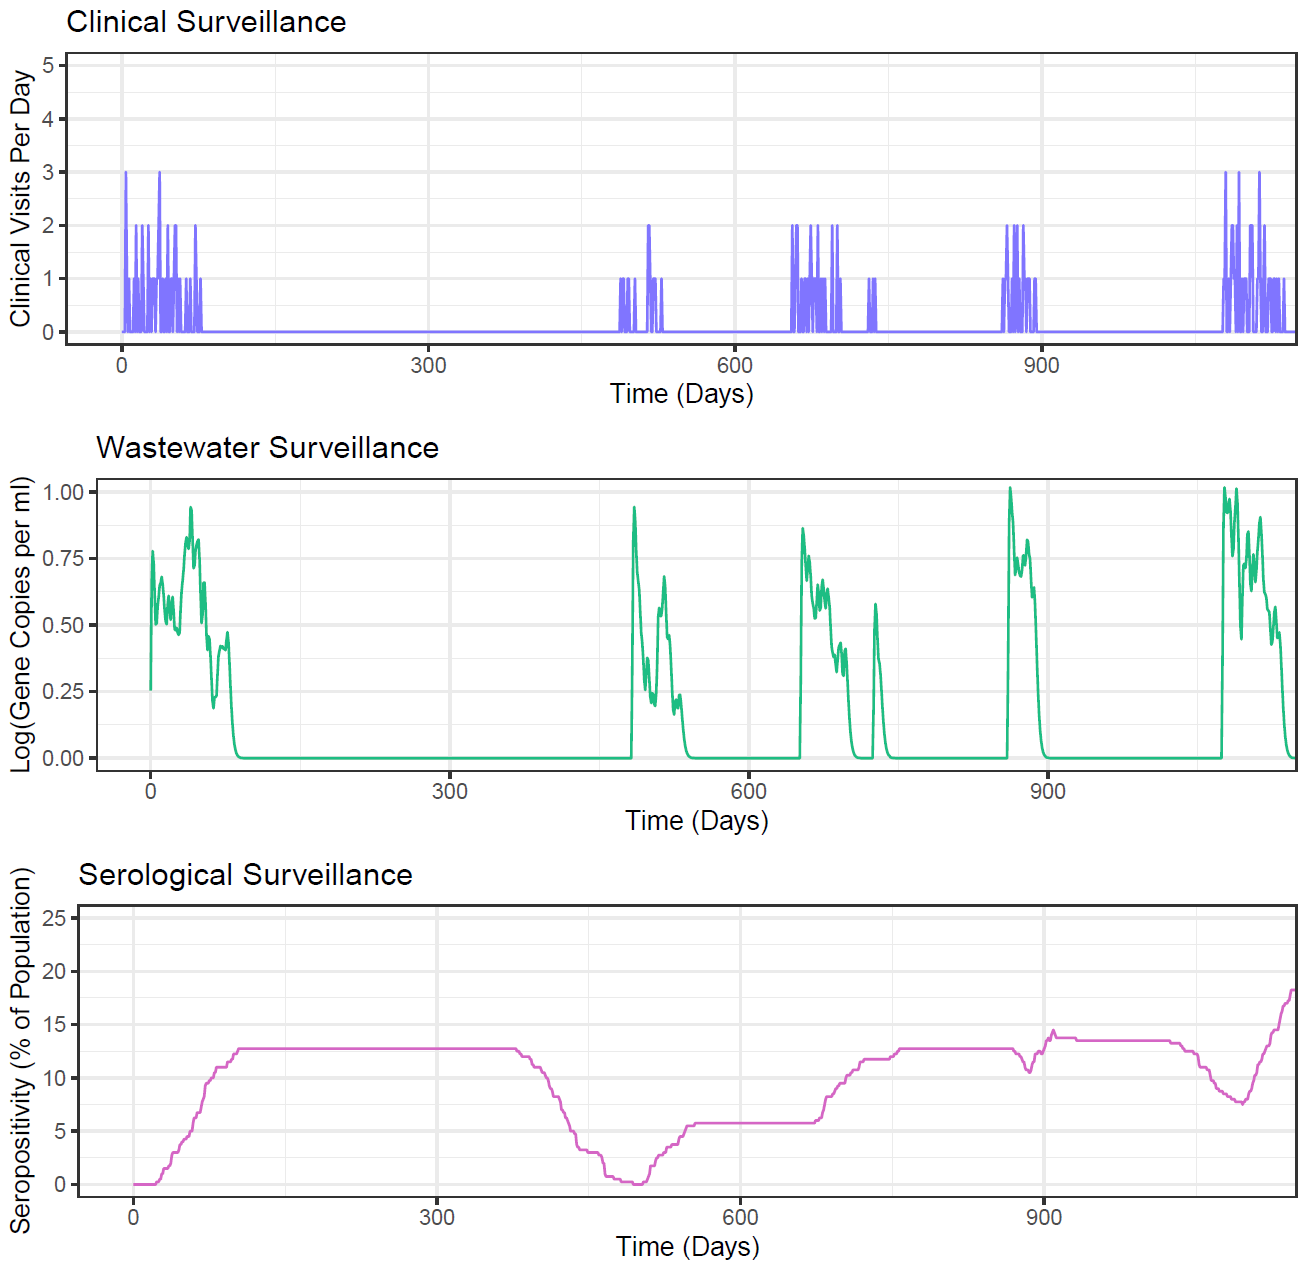 Clinical Surveillance
Clinical Visits Per Day
5
4
3
2
1
0
0 300 600 900
Time (Days)
Wastewater Surveillance
Log(Gene Copies per ml)
1.00
0.75
0.50
0.25
0.00
0 300 600 900
Time (Days)
Serological Surveillance
Seropositivity (% of Population)
25
20
15
10
5
0
0 300 600 900
Time (Days)